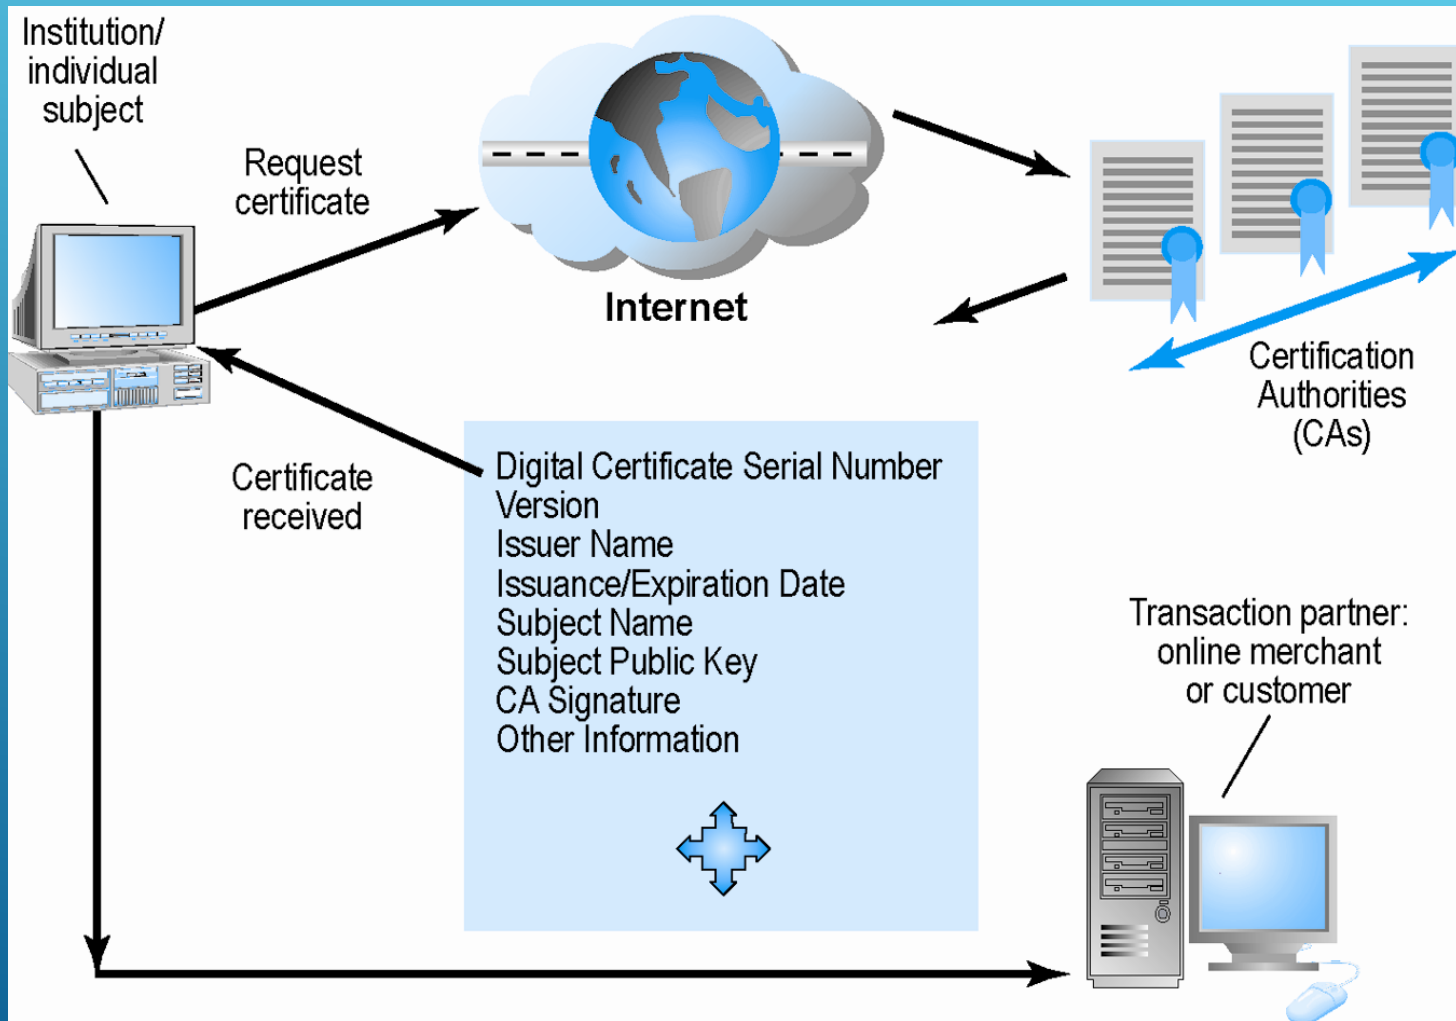 Institution/
individual
subject
Request
certificate
Internet
Certification
Authorities
(CAs)
Certificate
received
Digital Certificate Serial Number
Version
Issuer Name
Issuance/Expiration Date
Subject Name
Subject Public Key
CA Signature
Other Information
Transaction partner:
online merchant
or customer